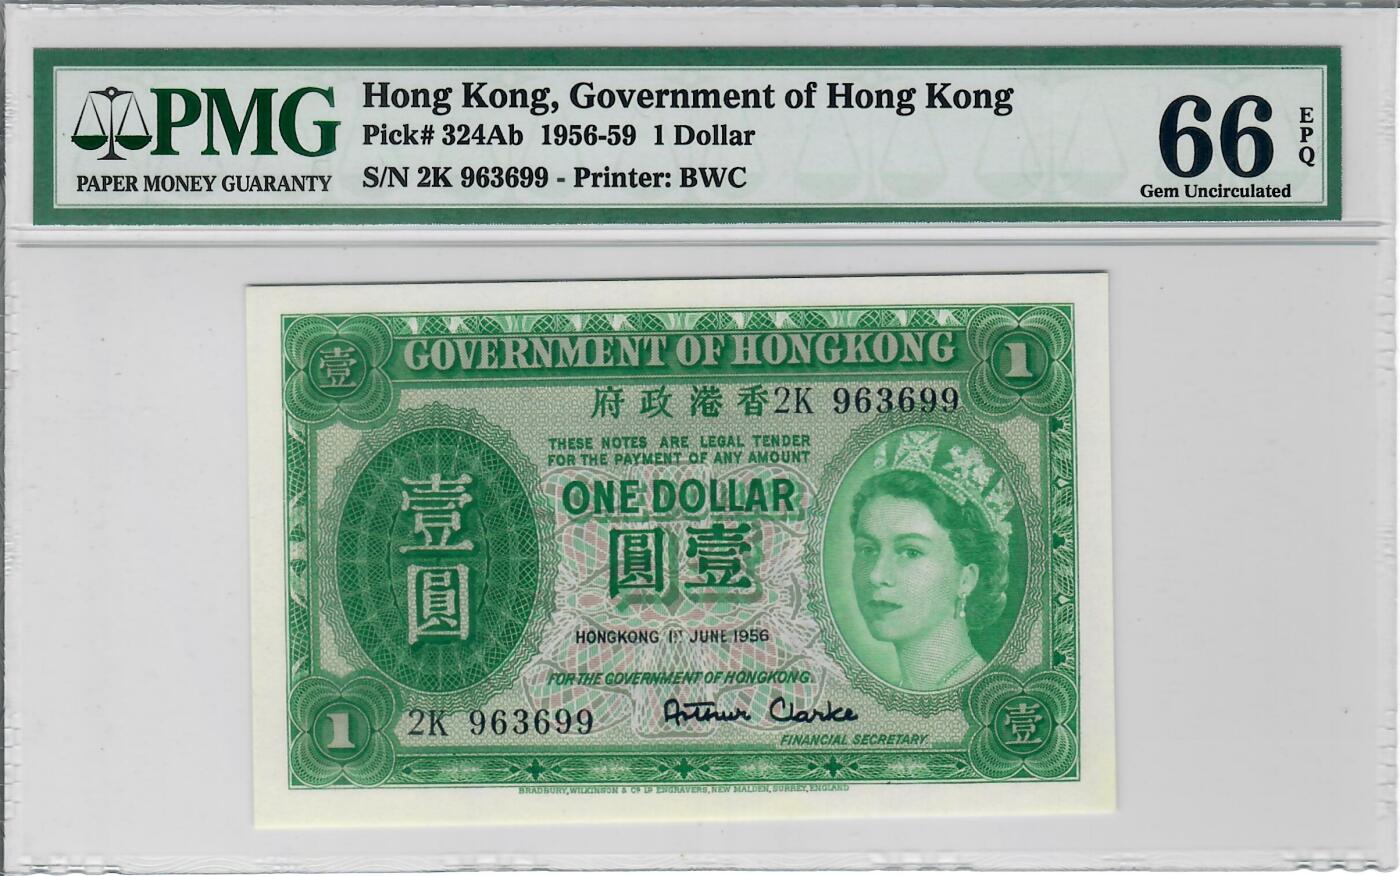 PMG
PAPER MONEY GUARANTY
Hong Kong, Government of Hong Kong
Pick# 324Ab 1956-59 1 Dollar
S/N 2K 963699 - Printer: BWC
66
EPQ
Gem Uncirculated
壹
GOVERNMENT OF HONGKONG
1
府政港香
2K 963699
THESE NOTES ARE LEGAL TENDER
FOR THE PAYMENT OF ANY AMOUNT
壹圓
ONE DOLLAR
圓壹
HONGKONG 1ST JUNE 1956
FOR THE GOVERNMENT OF HONGKONG
1
2K 963699
Arthur Clarke
FINANCIAL SECRETARY
壹
BRADBURY, WILKINSON & Co LD ENGRAVERS, NEW MALDEN, SURREY, ENGLAND